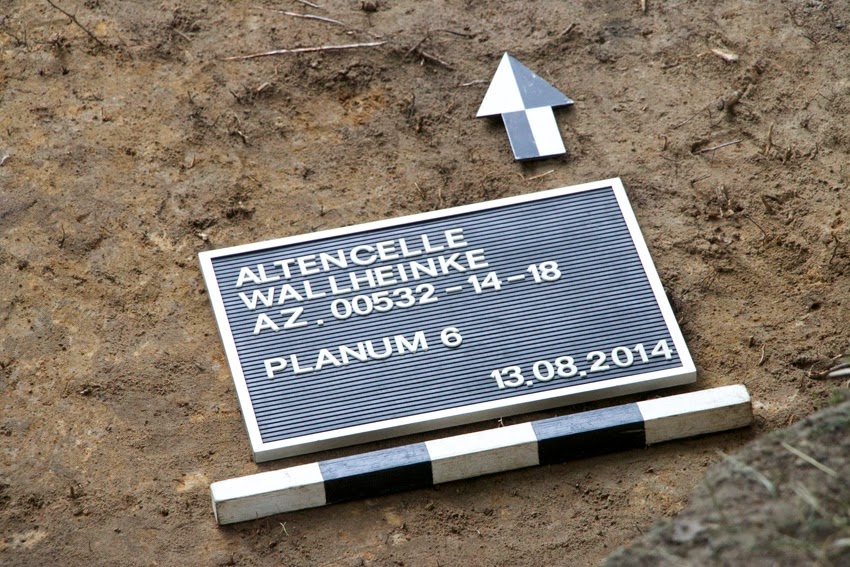 ALTENCELLE
WALLHEINKE
AZ. 00532-14-18
PLANUM 6
13.08.2014